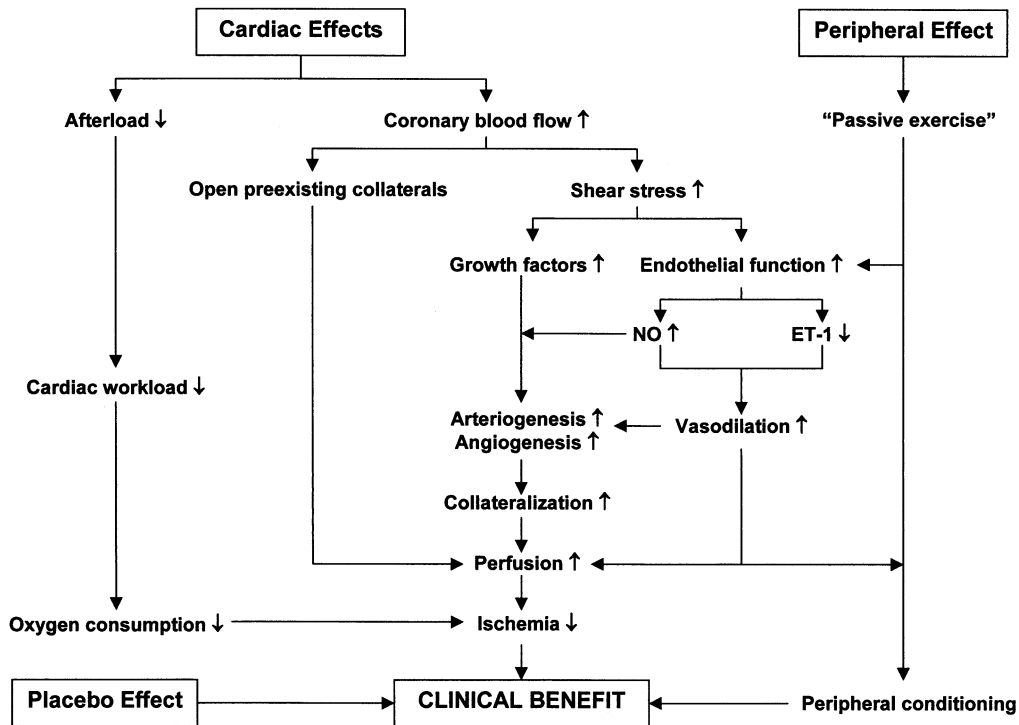 Cardiac Effects
Peripheral Effect
Afterload ↓
Coronary blood flow ↑
“Passive exercise”
Open preexisting collaterals
Shear stress ↑
Growth factors ↑
Endothelial function ↑
NO ↑
ET-1 ↓
Cardiac workload ↓
Arteriogenesis ↑
Angiogenesis ↑
Vasodilation ↑
Collateralization ↑
Perfusion ↑
Oxygen consumption ↓
Ischemia ↓
Placebo Effect
CLINICAL BENEFIT
Peripheral conditioning